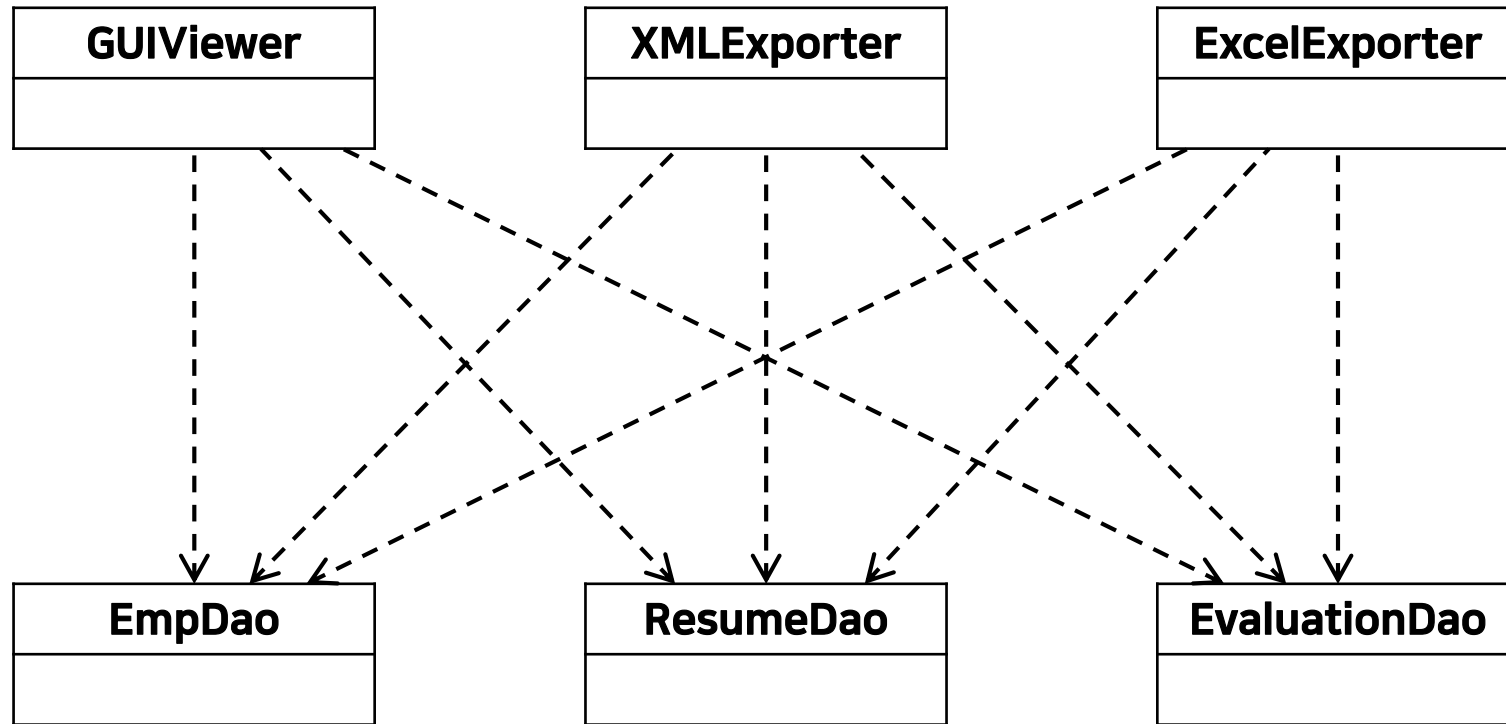 GUIViewer
XMLExporter
ExcelExporter
EmpDao
ResumeDao
EvaluationDao